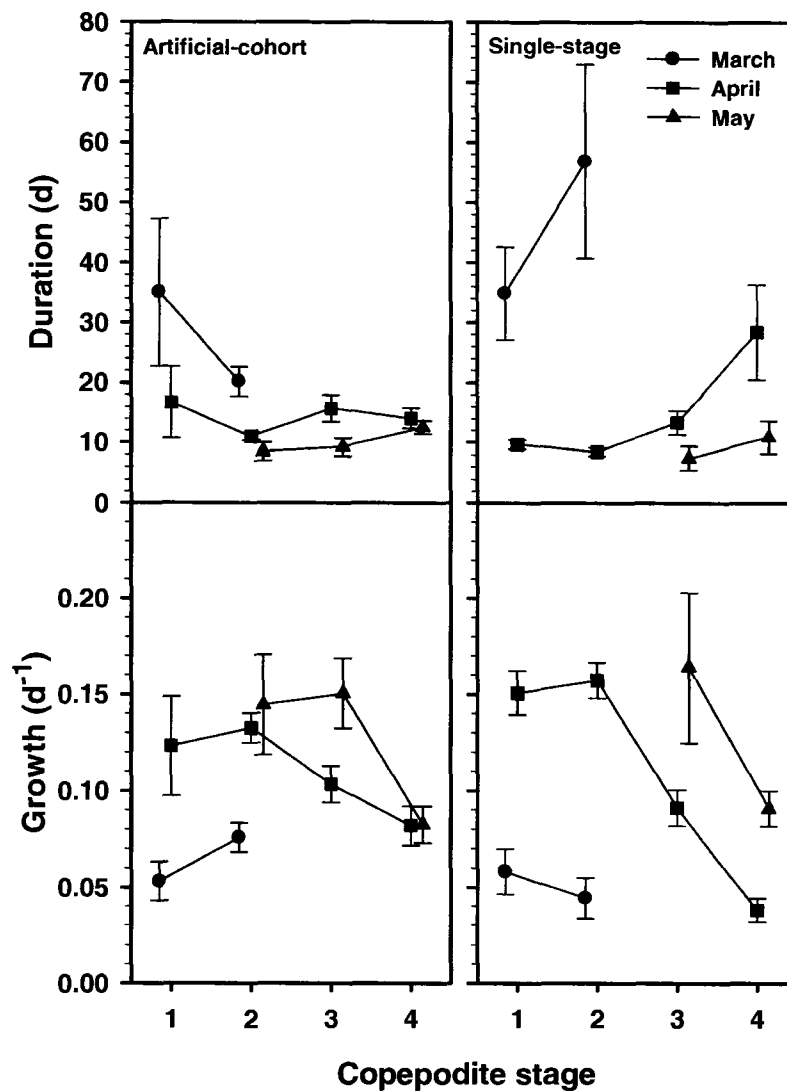 Artificial-cohort
Single-stage
March
April
May
Duration (d)
80
70
60
50
40
30
20
10
0
Growth (d⁻¹)
0.20
0.15
0.10
0.05
0.00
1 2 3 4 1 2 3 4
Copepodite stage